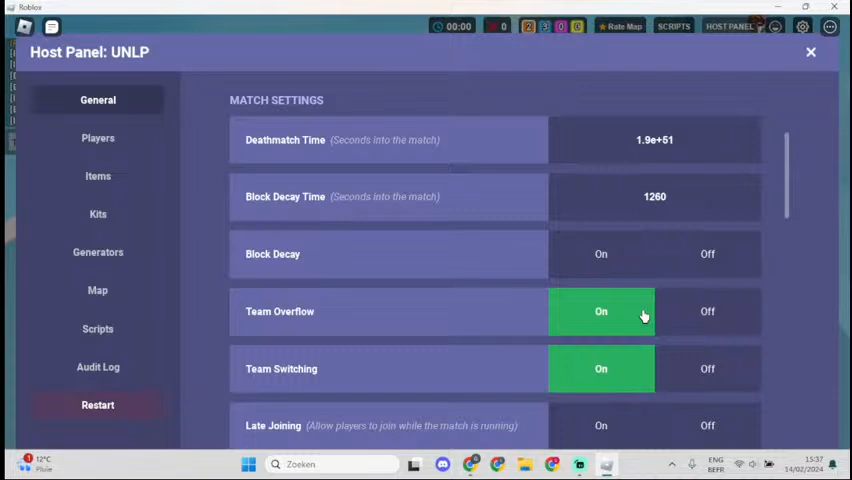 Roblox
00:00
0
2 3 0 0
Rate Map
SCRIPTS
HOST PANEL
Host Panel: UNLP
General
Players
Items
Kits
Generators
Map
Scripts
Audit Log
Restart
MATCH SETTINGS
Deathmatch Time (Seconds into the match) 1.9e+51
Block Decay Time (Seconds into the match) 1260
Block Decay On Off
Team Overflow On Off
Team Switching On Off
Late Joining (Allow players to join while the match is running) On Off
1
12°C
Pluie
Zoeken
ENG
BEFR
15:37
14/02/2024